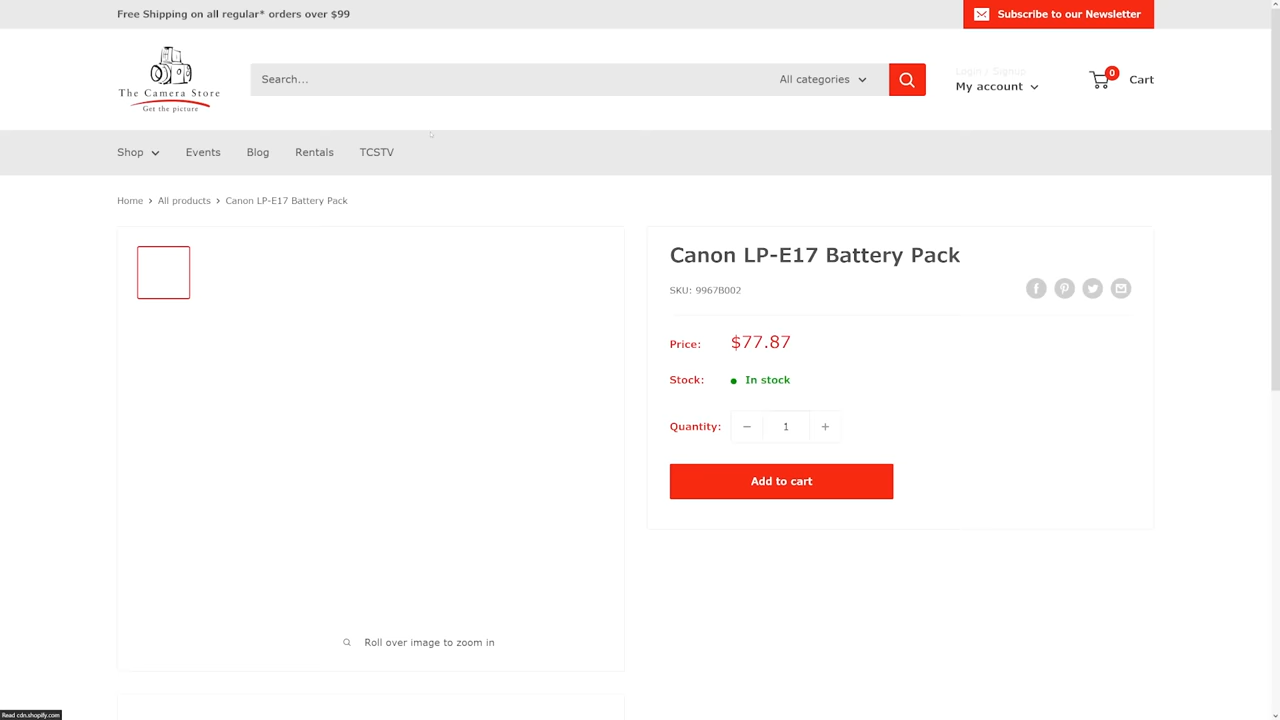 Free Shipping on all regular* orders over $99
Subscribe to our Newsletter
The Camera Store
Get the picture
Search...
All categories
Login / Signup
My account
0
Cart
Shop
Events
Blog
Rentals
TCSTV
Home > All products > Canon LP-E17 Battery Pack
Canon LP-E17 Battery Pack
SKU: 9967B002
Price: $77.87
Stock: In stock
Quantity: − 1 +
Add to cart
Roll over image to zoom in
Read cdn.shopify.com